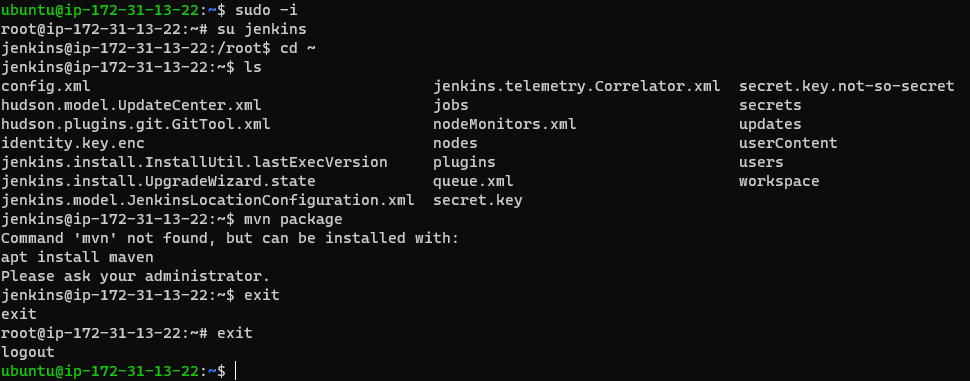 ubuntu@ip-172-31-13-22:~$ sudo -i
root@ip-172-31-13-22:~# su jenkins
jenkins@ip-172-31-13-22:/root$ cd ~
jenkins@ip-172-31-13-22:~$ ls
config.xml jenkins.telemetry.Correlator.xml secret.key.not-so-secret
hudson.model.UpdateCenter.xml jobs secrets
hudson.plugins.git.GitTool.xml nodeMonitors.xml updates
identity.key.enc nodes userContent
jenkins.install.InstallUtil.lastExecVersion plugins users
jenkins.install.UpgradeWizard.state queue.xml workspace
jenkins.model.JenkinsLocationConfiguration.xml secret.key
jenkins@ip-172-31-13-22:~$ mvn package
Command 'mvn' not found, but can be installed with:
apt install maven
Please ask your administrator.
jenkins@ip-172-31-13-22:~$ exit
exit
root@ip-172-31-13-22:~# exit
logout
ubuntu@ip-172-31-13-22:~$